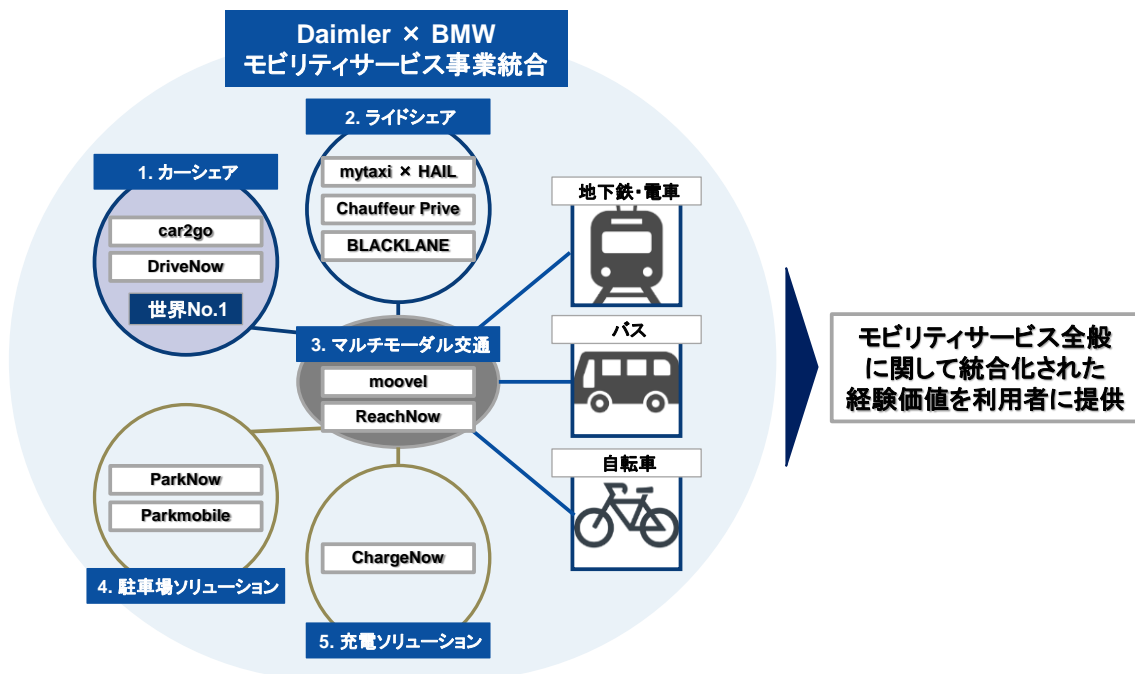 Daimler × BMW
モビリティサービス事業統合
2. ライドシェア
mytaxi × HAIL
Chauffeur Prive
BLACKLANE
1. カーシェア
car2go
DriveNow
世界No.1
3. マルチモーダル交通
moovel
ReachNow
地下鉄・電車
バス
自転車
4. 駐車場ソリューション
ParkNow
Parkmobile
5. 充電ソリューション
ChargeNow
モビリティサービス全般
に関して統合化された
経験価値を利用者に提供